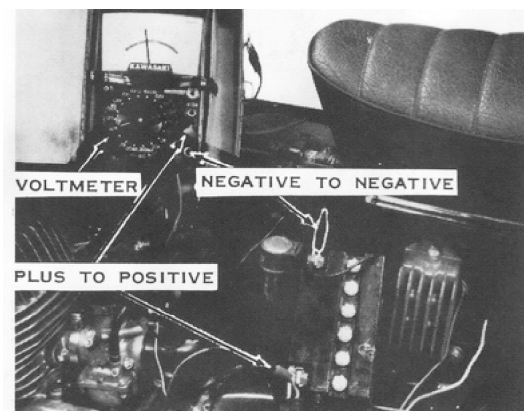 KAWASAKI
VOLTMETER
NEGATIVE TO NEGATIVE
PLUS TO POSITIVE